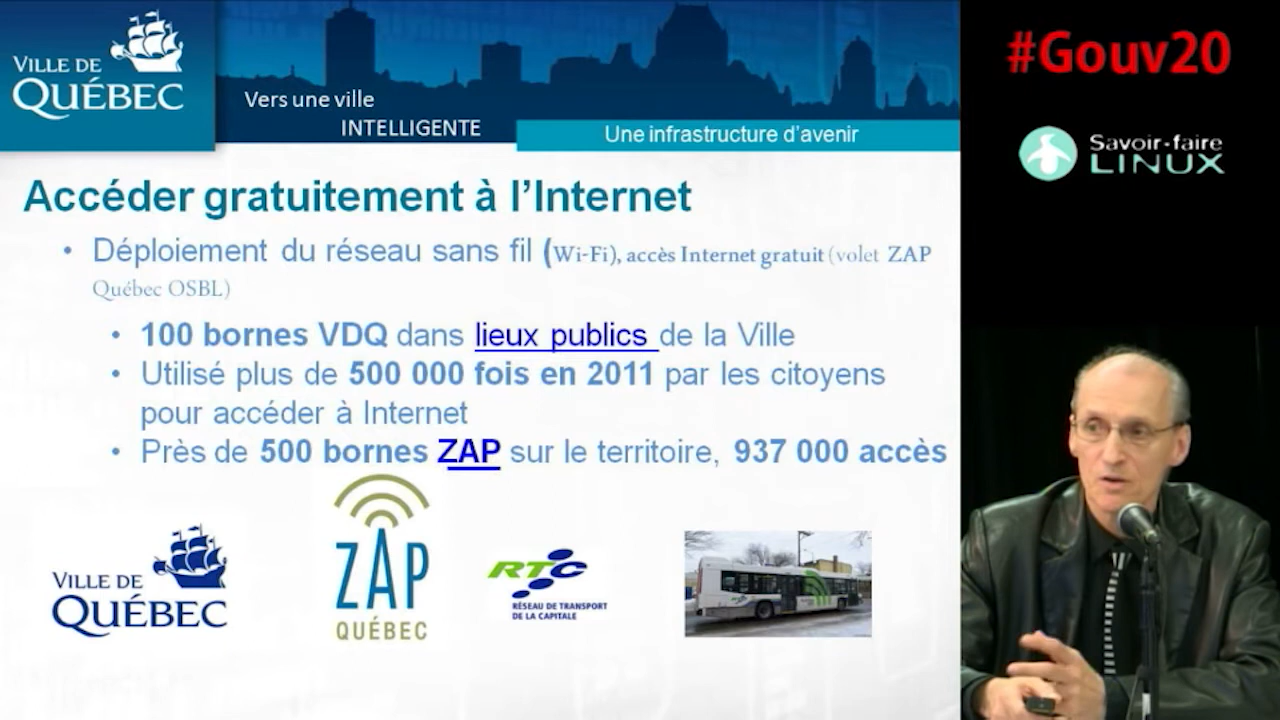 VILLE DE
QUÉBEC
Vers une ville
INTELLIGENTE
Une infrastructure d’avenir
#Gouv20
Savoir-faire
LINUX
Accéder gratuitement à l’Internet
• Déploiement du réseau sans fil (Wi-Fi), accès Internet gratuit (volet ZAP
Québec OSBL)
• 100 bornes VDQ dans lieux publics de la Ville
• Utilisé plus de 500 000 fois en 2011 par les citoyens
pour accéder à Internet
• Près de 500 bornes ZAP sur le territoire, 937 000 accès
VILLE DE
QUÉBEC
ZAP
QUÉBEC
RTC
RÉSEAU DE TRANSPORT
DE LA CAPITALE